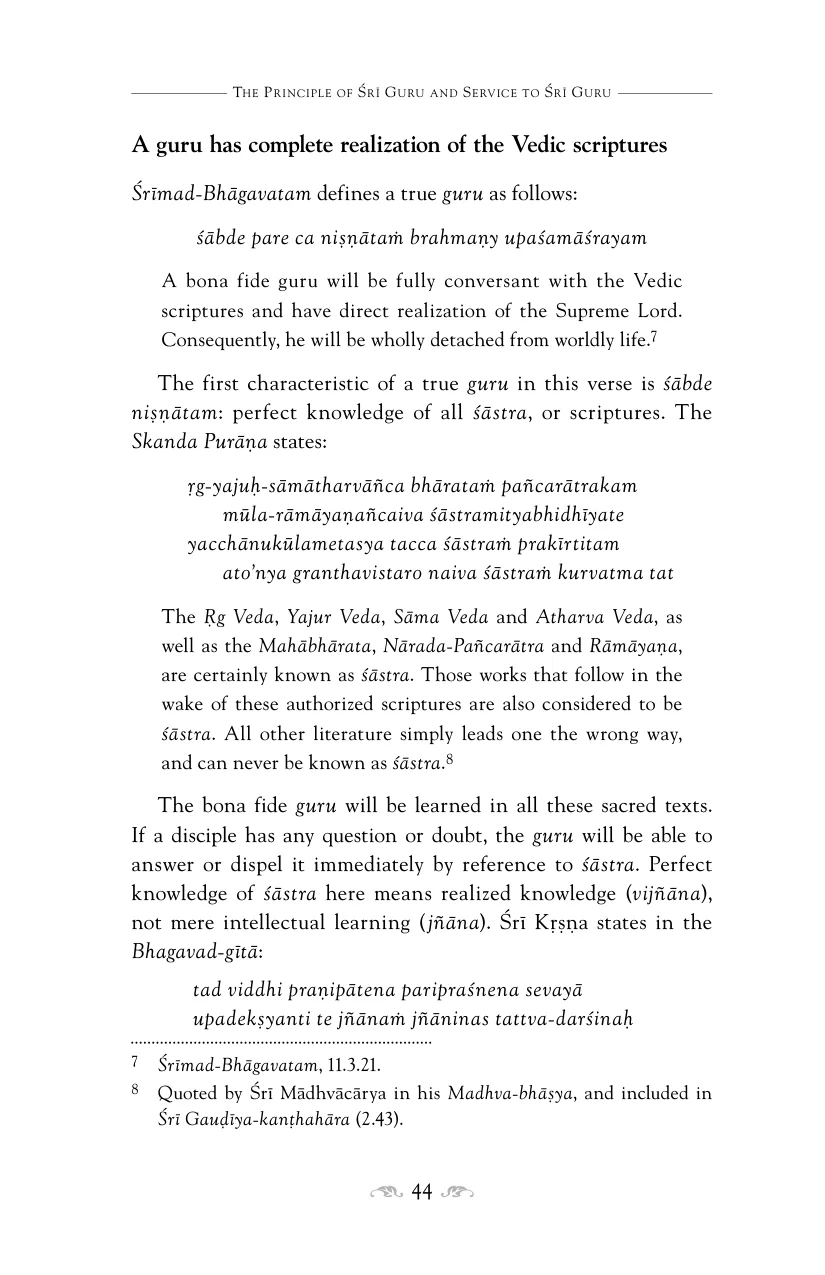 The Principle of Śrī Guru and Service to Śrī Guru
A guru has complete realization of the Vedic scriptures
Śrīmad-Bhāgavatam defines a true guru as follows:
śābde pare ca niṣṇātaṁ brahmaṇy upaśamāśrayam
A bona fide guru will be fully conversant with the Vedic
scriptures and have direct realization of the Supreme Lord.
Consequently, he will be wholly detached from worldly life.7
The first characteristic of a true guru in this verse is śābde
niṣṇātam: perfect knowledge of all śāstra, or scriptures. The
Skanda Purāṇa states:
ṛg-yajuḥ-sāmātharvāñca bhārataṁ pañcarātrakam
mūla-rāmāyaṇañcaiva śāstramityabhidhīyate
yacchānukūlametasya tacca śāstraṁ prakīrtitam
ato’nya granthavistaro naiva śāstraṁ kurvatma tat
The Ṛg Veda, Yajur Veda, Sāma Veda and Atharva Veda, as
well as the Mahābhārata, Nārada-Pañcarātra and Rāmāyaṇa,
are certainly known as śāstra. Those works that follow in the
wake of these authorized scriptures are also considered to be
śāstra. All other literature simply leads one the wrong way,
and can never be known as śāstra.8
The bona fide guru will be learned in all these sacred texts.
If a disciple has any question or doubt, the guru will be able to
answer or dispel it immediately by reference to śāstra. Perfect
knowledge of śāstra here means realized knowledge (vijñāna),
not mere intellectual learning (jñāna). Śrī Kṛṣṇa states in the
Bhagavad-gītā:
tad viddhi praṇipātena paripraśnena sevayā
upadekṣyanti te jñānaṁ jñāninas tattva-darśinaḥ
7 Śrīmad-Bhāgavatam, 11.3.21.
8 Quoted by Śrī Mādhvācārya in his Madhva-bhāṣya, and included in
Śrī Gauḍīya-kaṇṭhahāra (2.43).
44